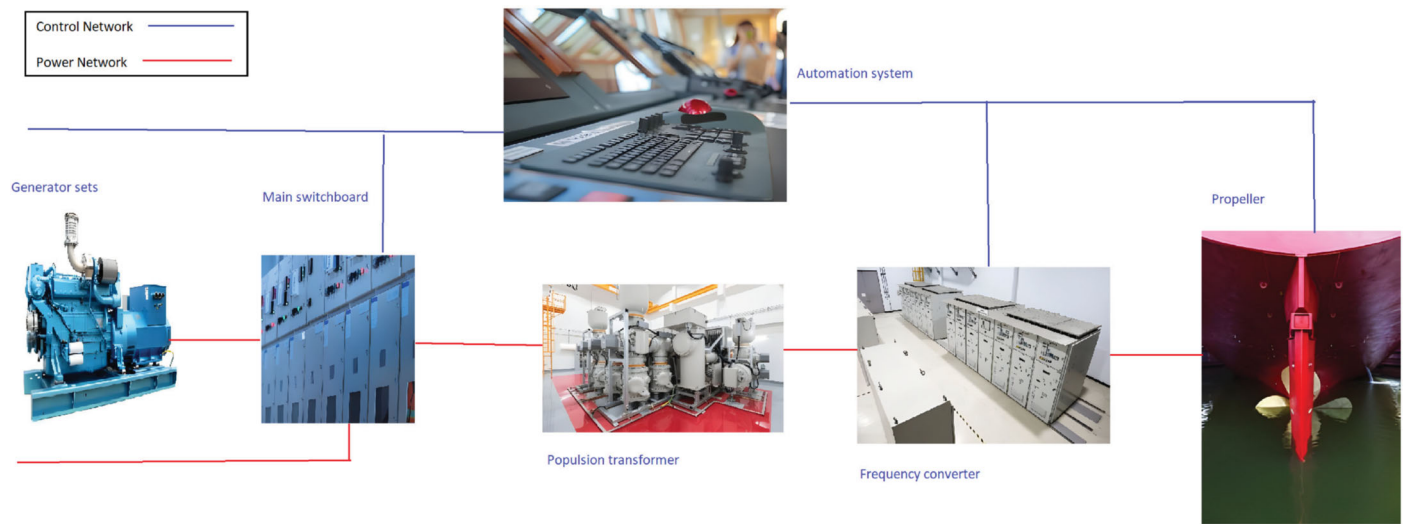 Control Network
Power Network
Automation system
Generator sets
Main switchboard
Propeller
Populsion transformer
Frequency converter